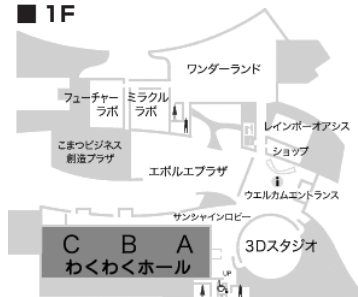 ■ 1F
ワンダーランド
フューチャー
ラボ
ミラクル
ラボ
レインボーオアシス
こまつビジネス
創造プラザ
ショップ
エポルエプラザ
ウエルカムエントランス
サンシャインロビー
C B A
わくわくホール
3Dスタジオ
UP